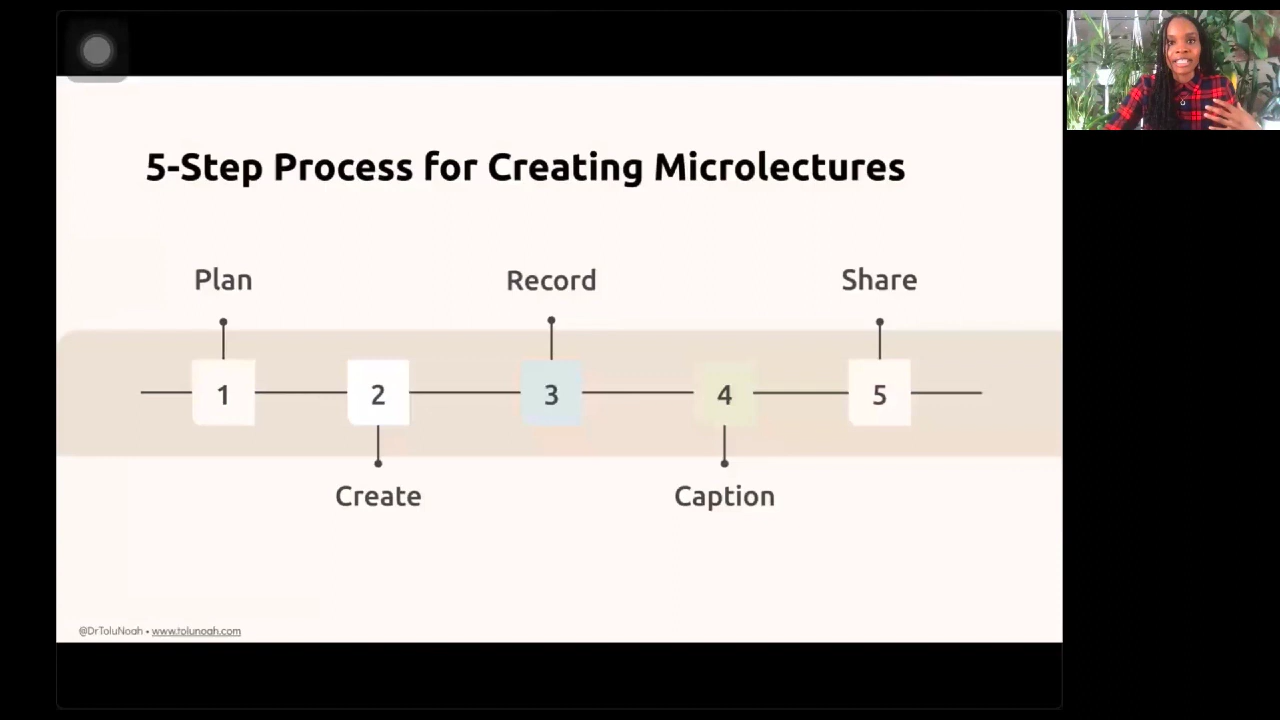 5-Step Process for Creating Microlectures
Plan
Record
Share
1
2
3
4
5
Create
Caption
@DrToluNoah • www.tolunoah.com